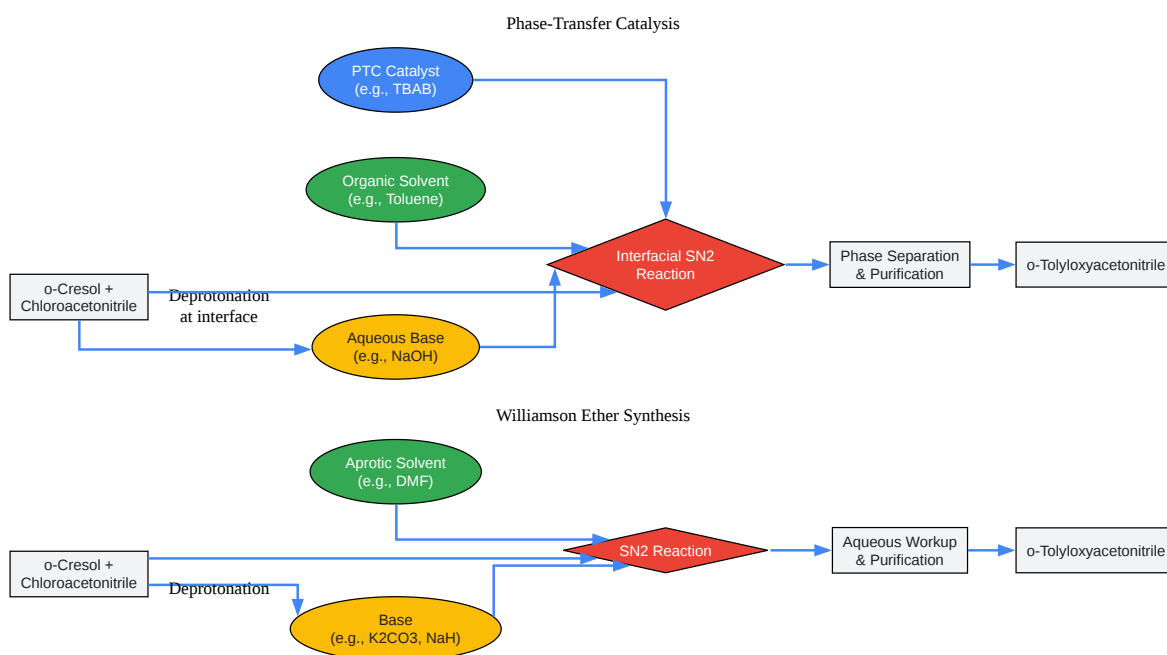 Phase-Transfer Catalysis
PTC Catalyst
(e.g., TBAB)
Organic Solvent
(e.g., Toluene)
Interfacial SN2
Reaction
Phase Separation
& Purification
o-Tolyloxyacetonitrile
o-Cresol +
Chloroacetonitrile
Deprotonation
at interface
Aqueous Base
(e.g., NaOH)
Williamson Ether Synthesis
Aprotic Solvent
(e.g., DMF)
SN2 Reaction
Aqueous Workup
& Purification
o-Tolyloxyacetonitrile
o-Cresol +
Chloroacetonitrile
Deprotonation
Base
(e.g., K2CO3, NaH)